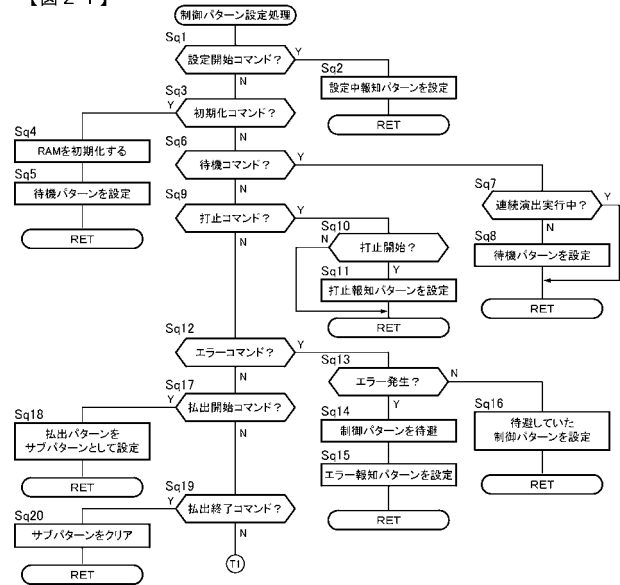 【図21】
制御パターン設定処理
Sq1
設定開始コマンド？
Y
N
Sq2
設定中報知パターンを設定
RET
Sq3
初期化コマンド？
Y
N
Sq4
RAMを初期化する
Sq5
待機パターンを設定
RET
Sq6
待機コマンド？
Y
N
Sq7
連続演出実行中？
Y
N
Sq8
待機パターンを設定
RET
Sq9
打止コマンド？
Y
N
Sq10
打止開始？
N
Y
Sq11
打止報知パターンを設定
RET
Sq12
エラーコマンド？
Y
N
Sq13
エラー発生？
N
Y
Sq14
制御パターンを待避
Sq15
エラー報知パターンを設定
RET
Sq16
待避していた
制御パターンを設定
RET
Sq17
払出開始コマンド？
Y
N
Sq18
払出パターンを
サブパターンとして設定
RET
Sq19
払出終了コマンド？
Y
N
Sq20
サブパターンをクリア
RET
T1